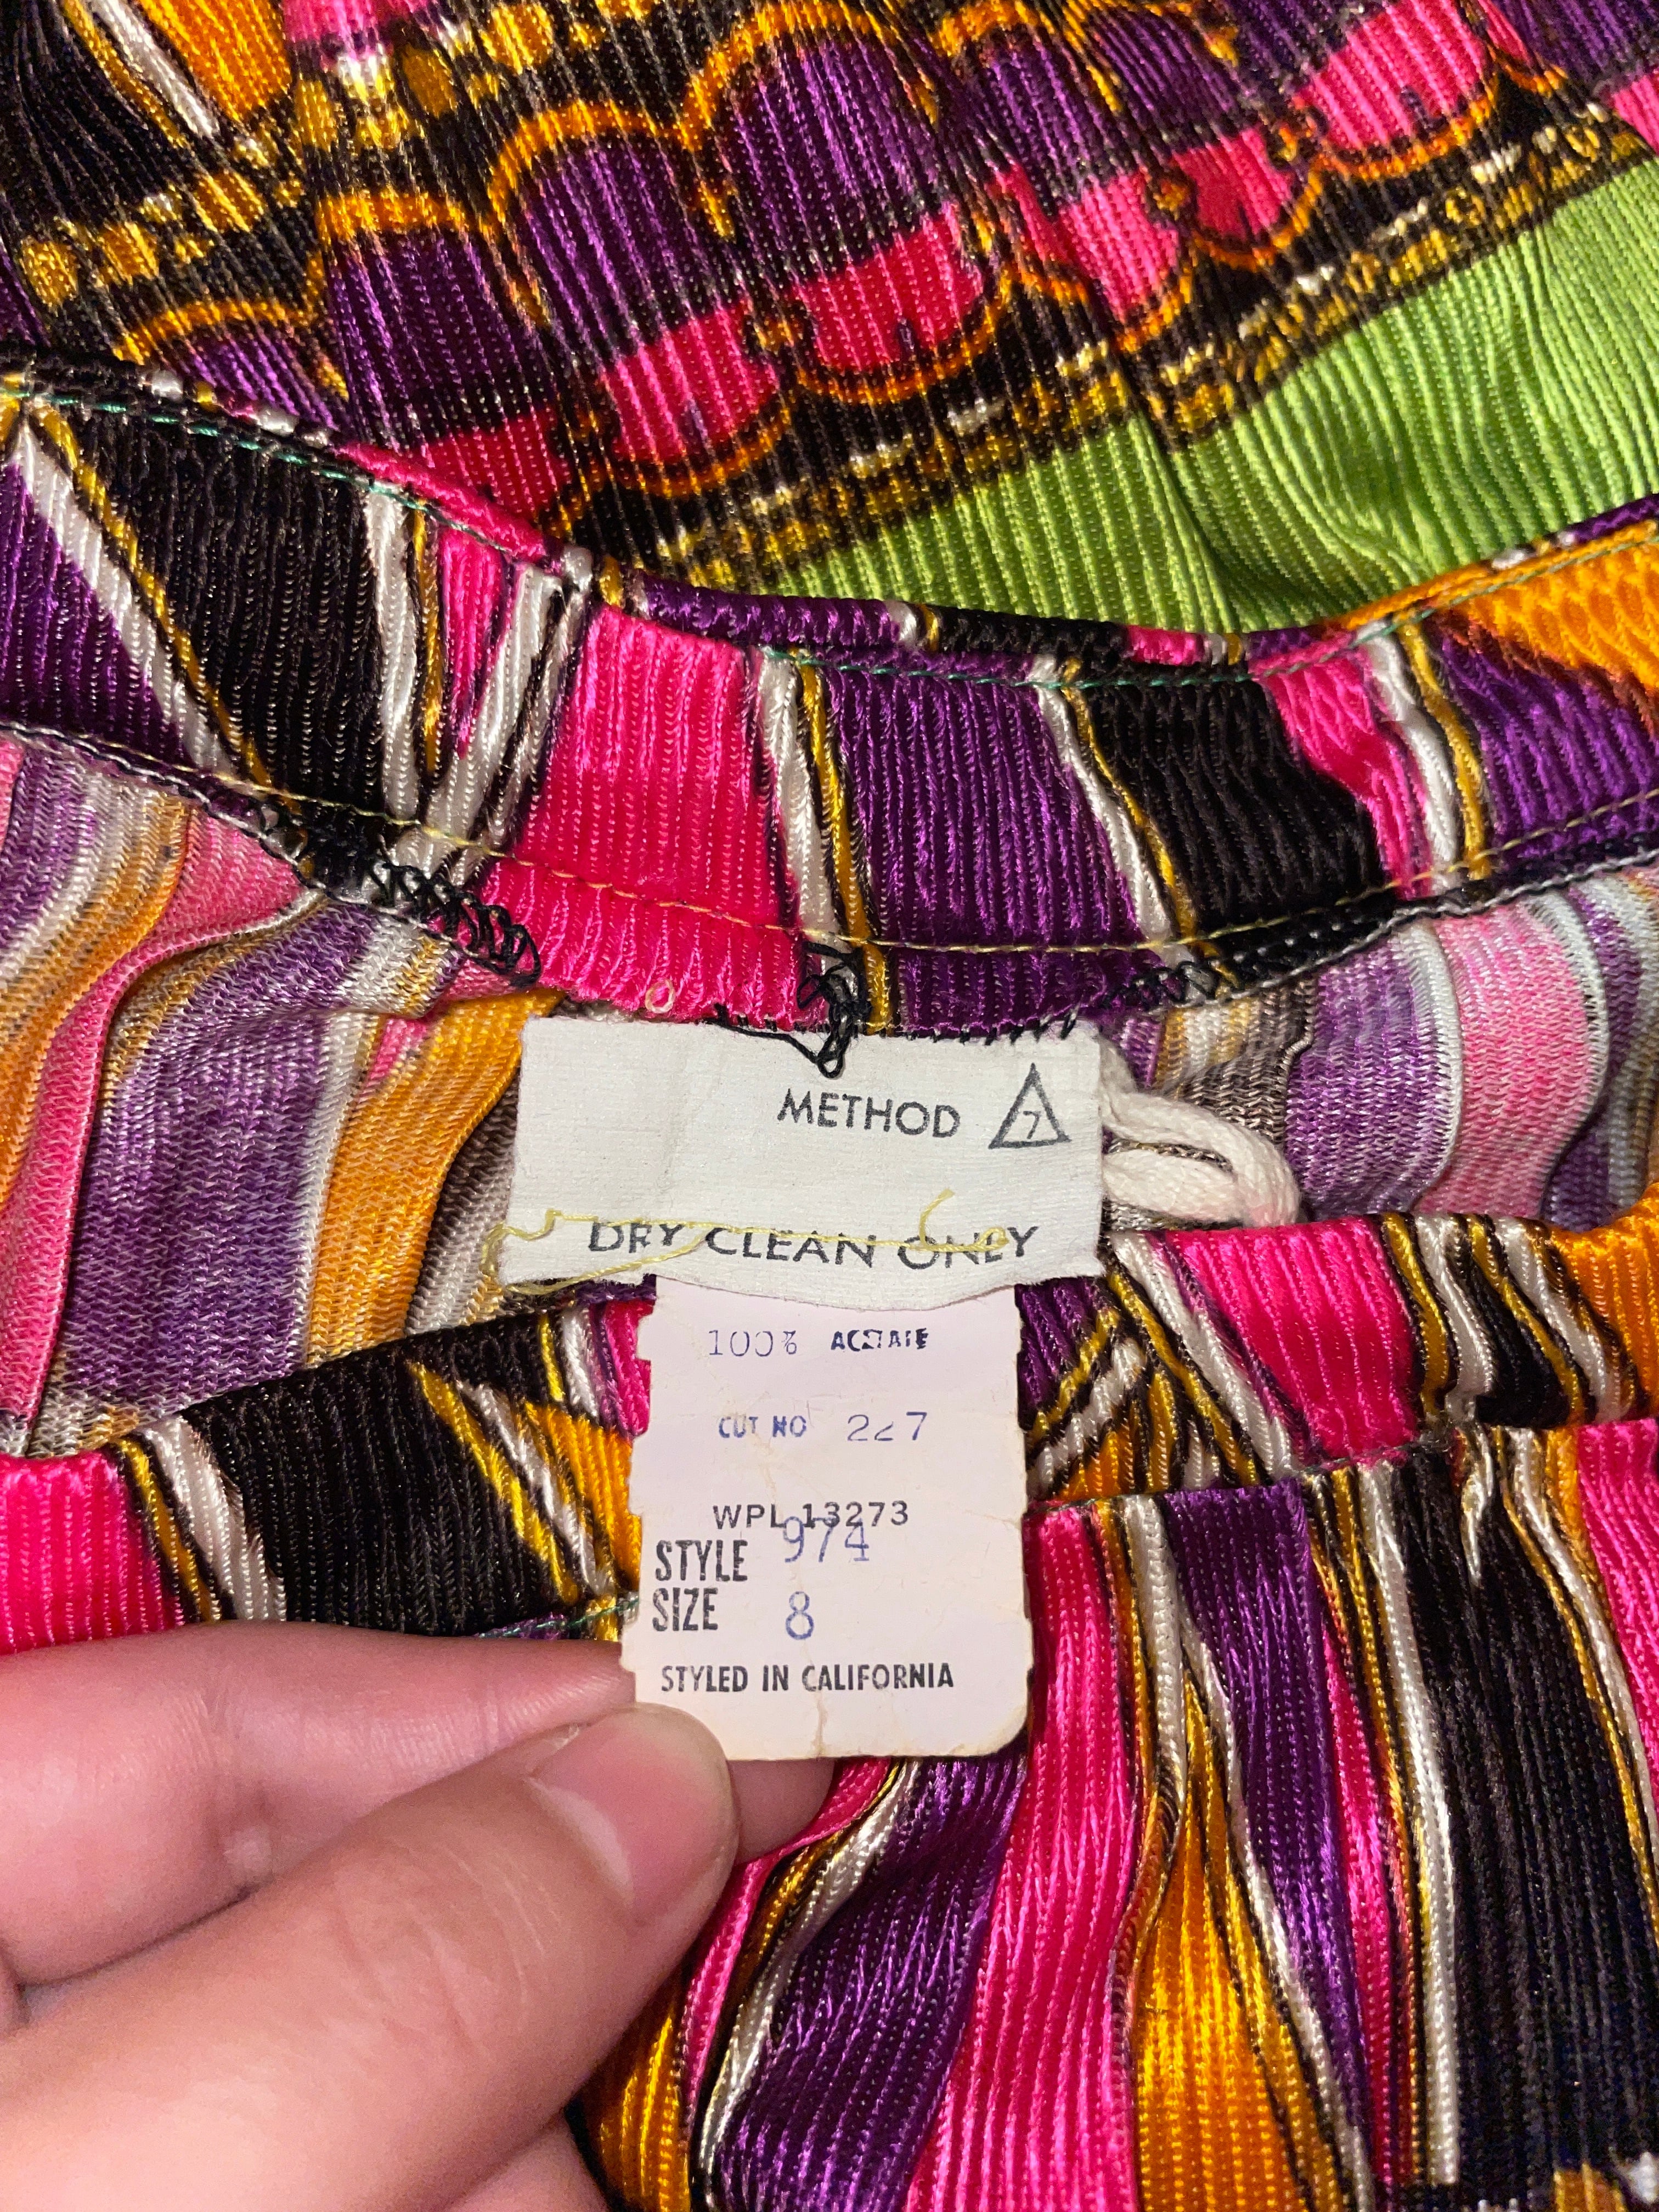 METHOD 7
DRY CLEAN ONLY
100% ACETATE
CUT NO 227
WPL 13273
STYLE 974
SIZE 8
STYLED IN CALIFORNIA